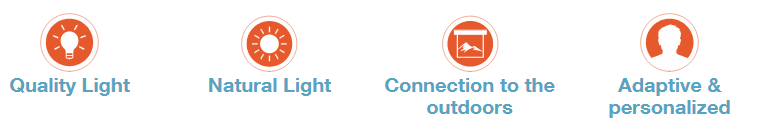 Quality Light
Natural Light
Connection to the
outdoors
Adaptive &
personalized